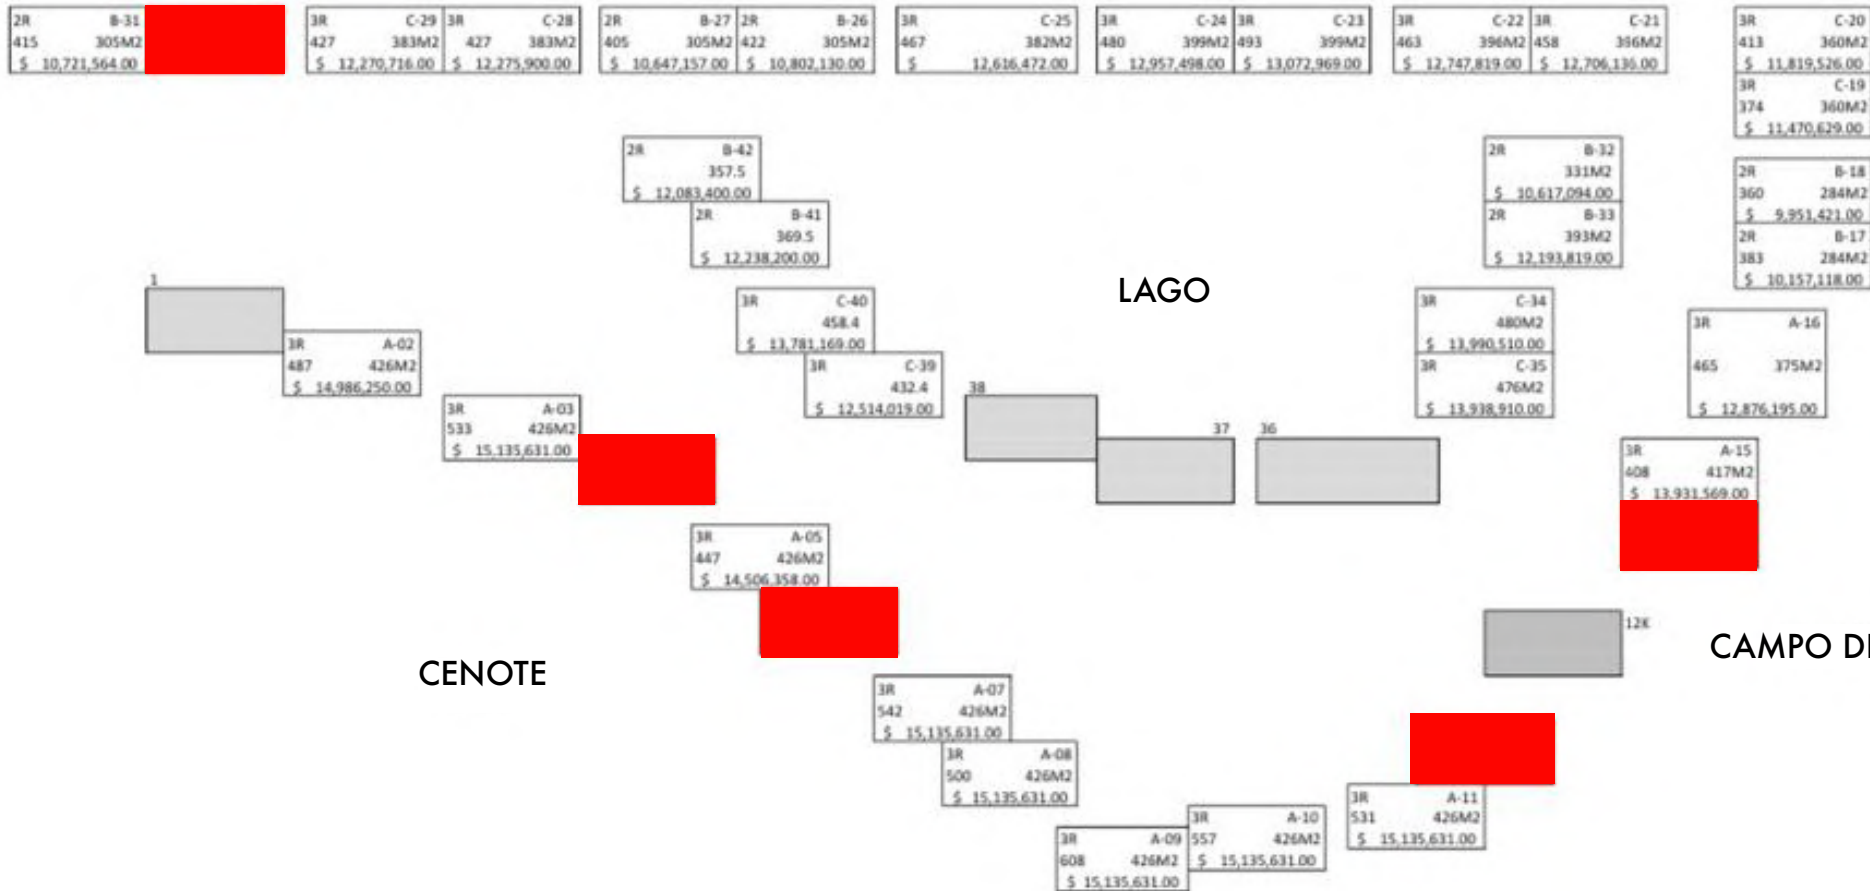 2R B-31
415 305M2
$ 10,721,564.00
3R C-29
427 383M2
$ 12,270,716.00
3R C-28
427 383M2
$ 12,275,900.00
2R B-27
405 305M2
$ 10,647,157.00
2R B-26
422 305M2
$ 10,802,130.00
3R C-25
467 382M2
$ 12,616,472.00
3R C-24
480 399M2
$ 12,957,498.00
3R C-23
493 399M2
$ 13,072,969.00
3R C-22
463 396M2
$ 12,747,819.00
3R C-21
458 396M2
$ 12,706,136.00
3R C-20
413 360M2
$ 11,819,526.00
3R C-19
374 360M2
$ 11,470,629.00
2R B-42
357.5
$ 12,083,400.00
2R B-41
369.5
$ 12,238,200.00
2R B-32
331M2
$ 10,617,094.00
2R B-33
393M2
$ 12,193,819.00
2R B-18
360 284M2
$ 9,951,421.00
2R B-17
383 284M2
$ 10,157,118.00
LAGO
1
3R A-02
487 426M2
$ 14,986,250.00
3R C-40
458.4
$ 13,781,169.00
3R C-39
432.4
$ 12,514,019.00
3R C-34
480M2
$ 13,990,510.00
3R C-35
476M2
$ 13,938,910.00
3R A-16
465 375M2
$ 12,876,195.00
3R A-03
533 426M2
$ 15,135,631.00
38
37
36
3R A-15
408 417M2
$ 13,931,569.00
3R A-05
447 426M2
$ 14,506,358.00
12K
CENOTE
CAMPO DE
3R A-07
542 426M2
$ 15,135,631.00
3R A-08
500 426M2
$ 15,135,631.00
3R A-09
608 426M2
$ 15,135,631.00
3R A-10
557 426M2
$ 15,135,631.00
3R A-11
531 426M2
$ 15,135,631.00